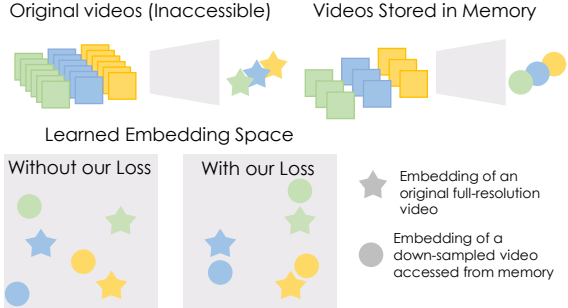 Original videos (Inaccessible)
Videos Stored in Memory
Learned Embedding Space
Without our Loss
With our Loss
Embedding of an
original full-resolution
video
Embedding of a
down-sampled video
accessed from memory